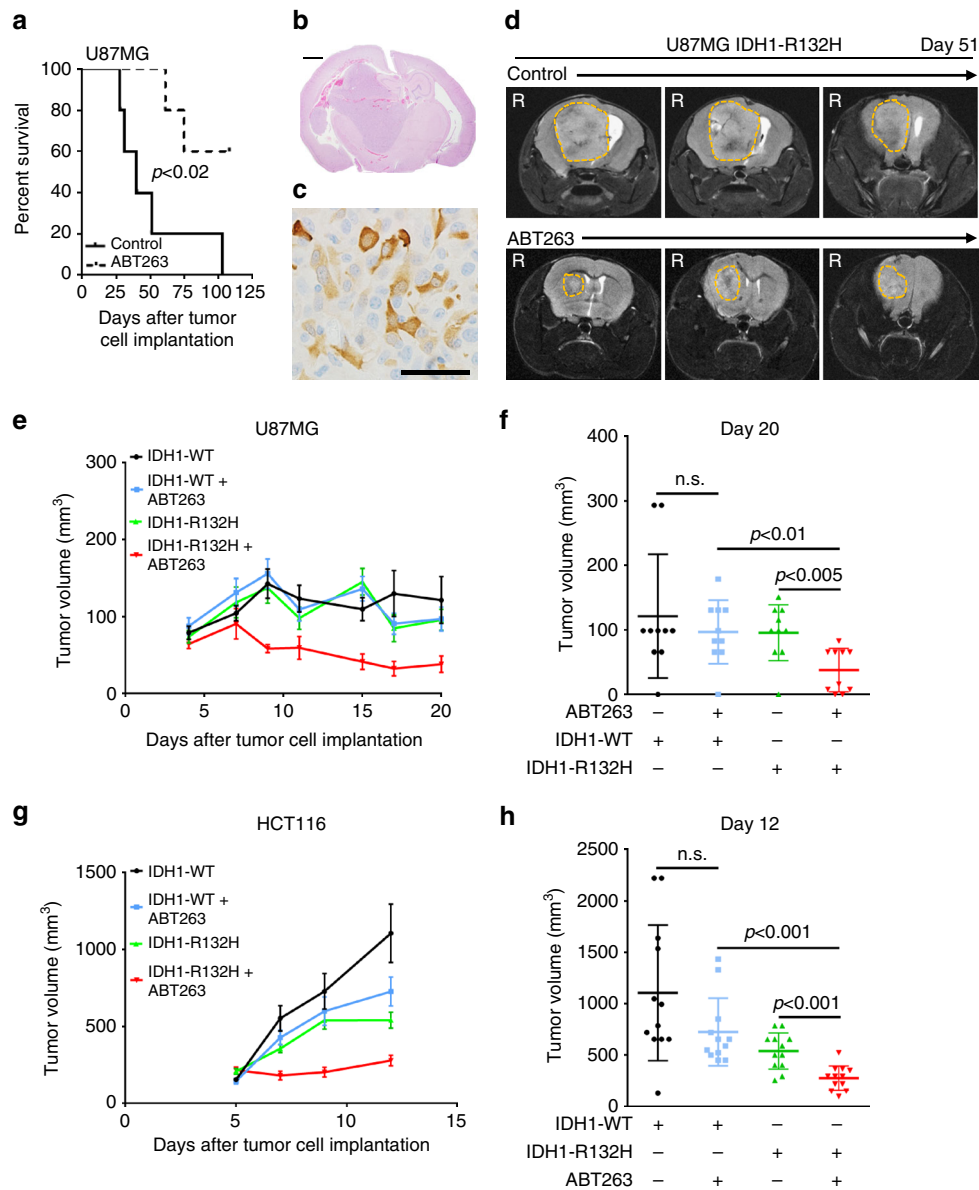 a
U87MG
Percent survival
100
80
60
40
20
0
p<0.02
Control
ABT263
0 25 50 75 100 125
Days after tumor
cell implantation
b
c
d
U87MG IDH1-R132H Day 51
Control
R R R
ABT263
R R R
e
U87MG
Tumor volume (mm³)
300
200
100
0
IDH1-WT
IDH1-WT +
ABT263
IDH1-R132H
IDH1-R132H +
ABT263
0 5 10 15 20
Days after tumor cell implantation
f
Day 20
Tumor volume (mm³)
400
300
200
100
0
n.s.
p<0.01
p<0.005
ABT263 – + – +
IDH1-WT + + – –
IDH1-R132H – – + +
g
HCT116
Tumor volume (mm³)
1500
1000
500
0
IDH1-WT
IDH1-WT +
ABT263
IDH1-R132H
IDH1-R132H +
ABT263
0 5 10 15
Days after tumor cell implantation
h
Day 12
Tumor volume (mm³)
2500
2000
1500
1000
500
0
n.s.
p<0.001
p<0.001
IDH1-WT + + – –
IDH1-R132H – – + +
ABT263 – + – +